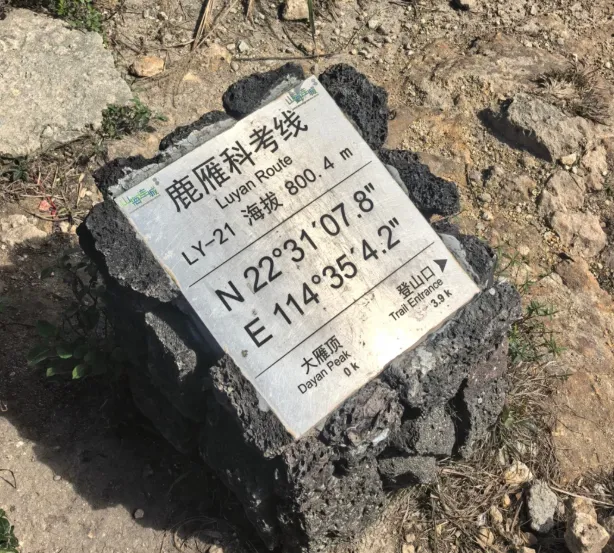 鹿雁科考线
Luyan Route
LY-21 海拔 800.4 m
N 22°31′07.8″
E 114°35′4.2″
大雁顶
Dayan Peak
0 k
登山口
Trail Entrance
3.9 k